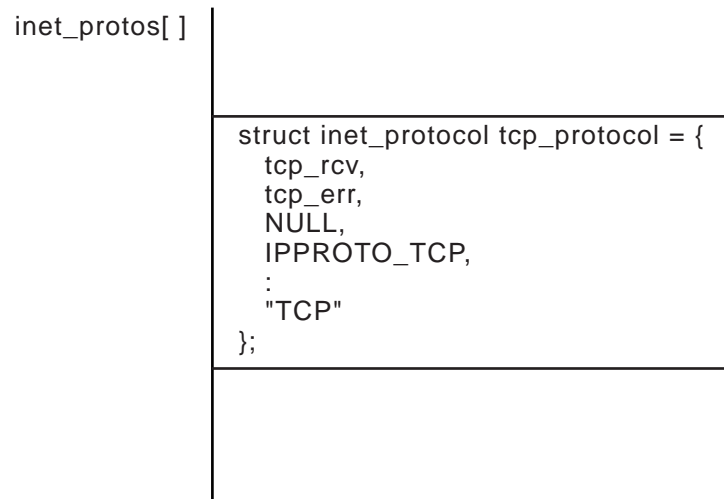 inet_protos[ ]
struct inet_protocol tcp_protocol = {
tcp_rcv,
tcp_err,
NULL,
IPPROTO_TCP,
:
"TCP"
};